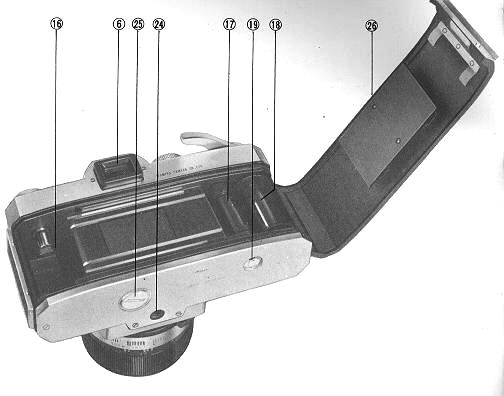 ⑯ ⑥ ㉕ ㉔ ⑰ ⑲ ⑱ ㉖